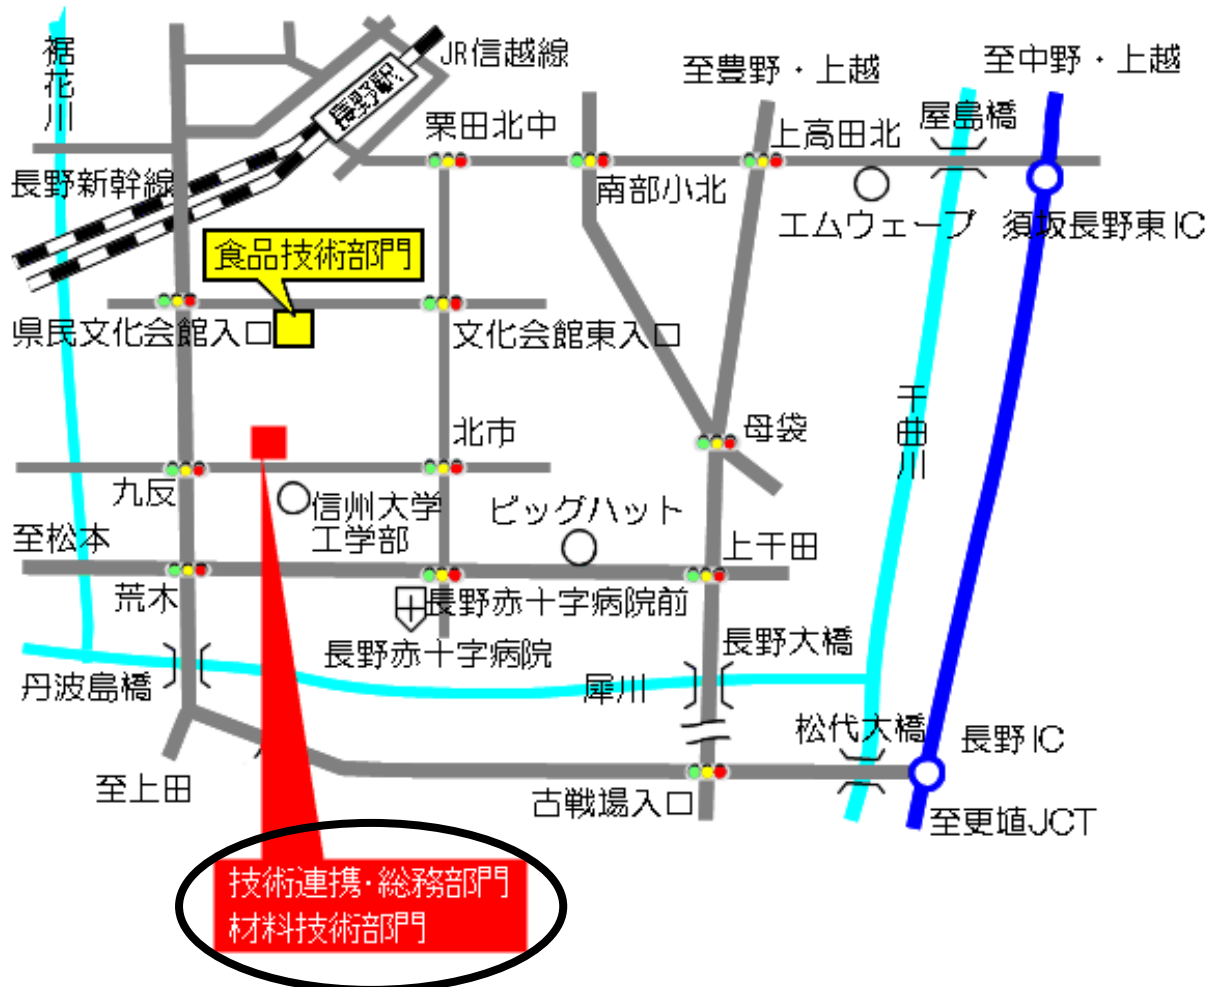 裾花川
JR信越線
至豊野・上越
至中野・上越
長野駅
栗田北中
上高田北
屋島橋
長野新幹線
南部小北
エムウェーブ
須坂長野東IC
食品技術部門
県民文化会館入口
文化会館東入口
千曲川
北市
母袋
九反
信州大学
工学部
ビッグハット
至松本
上千田
荒木
長野赤十字病院前
長野赤十字病院
長野大橋
丹波島橋
犀川
松代大橋
長野IC
至上田
古戦場入口
至更埴JCT
技術連携・総務部門
材料技術部門